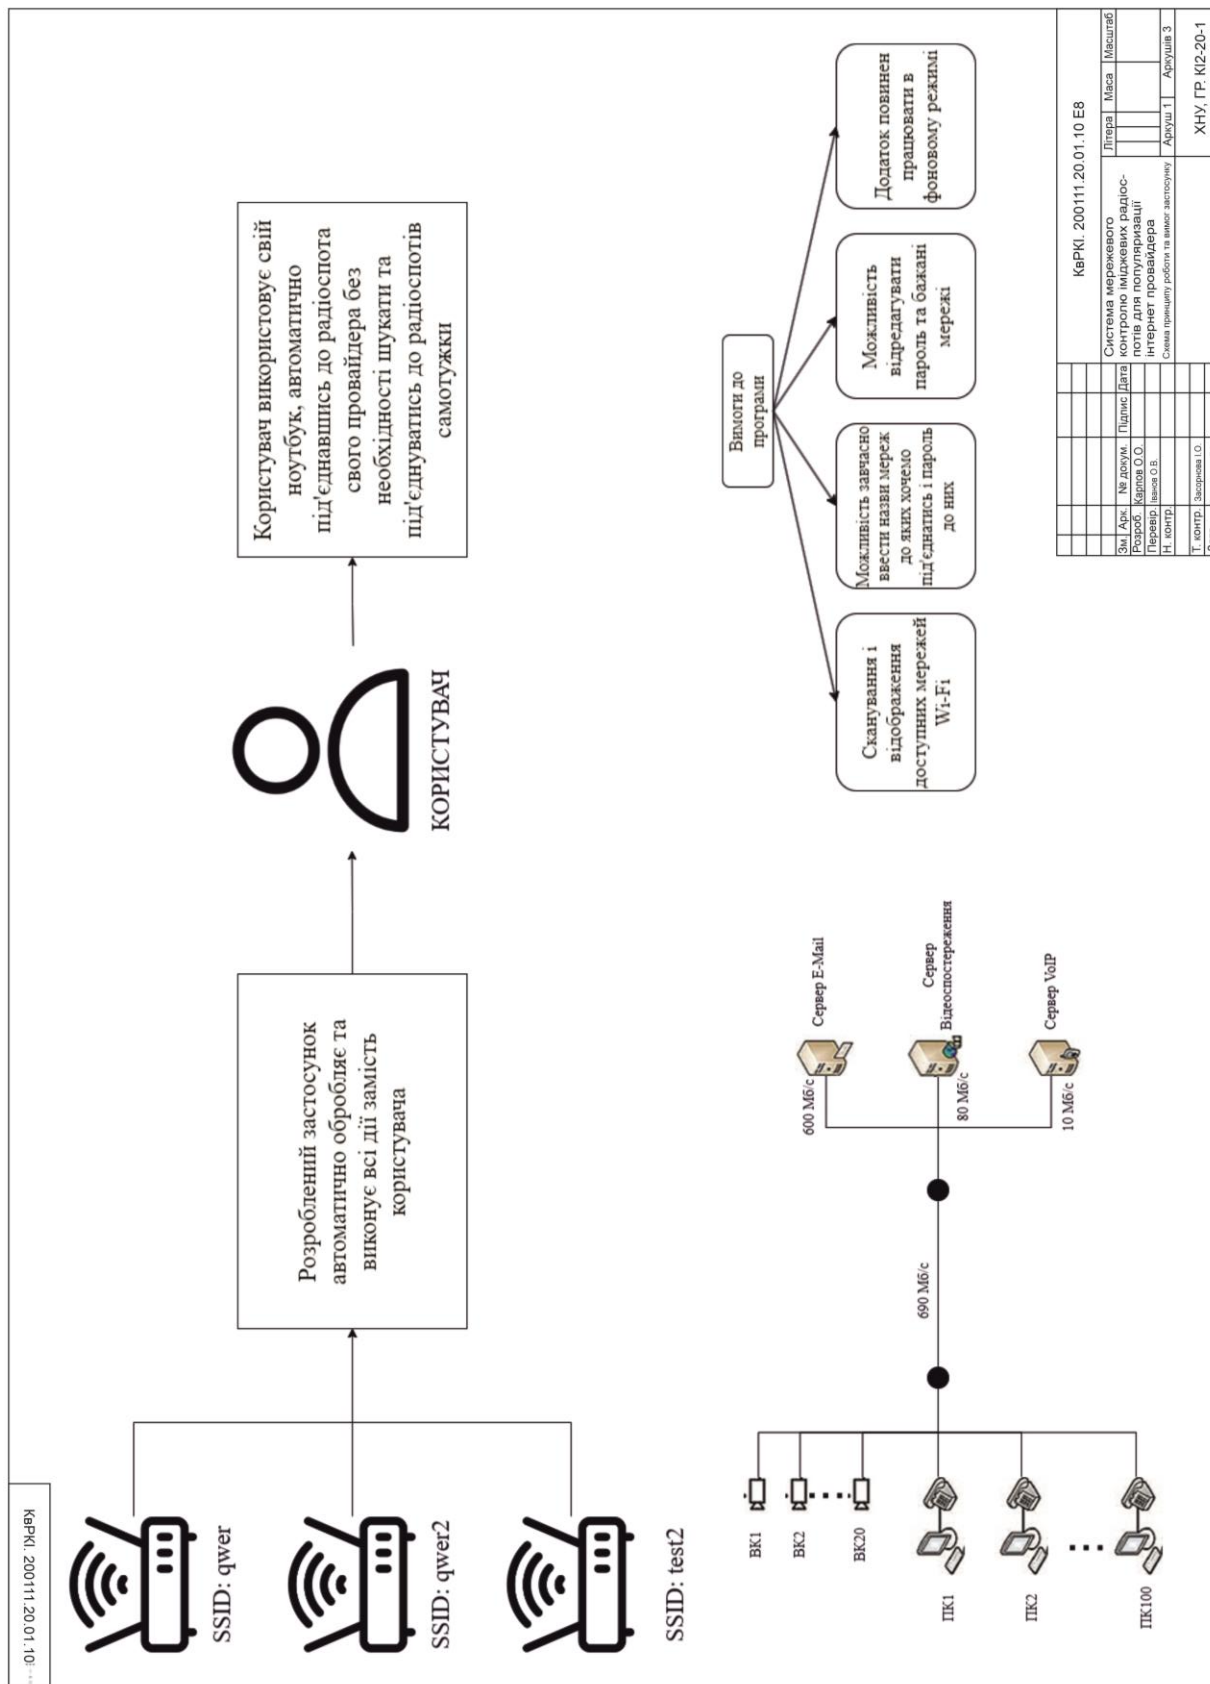 КвРКІ. 200111.20.01.10
SSID: qwer
SSID: qwer2
SSID: test2
Розроблений застосунок
автоматично обробляє та
виконує всі дії замість
користувача
КОРИСТУВАЧ
Користувач використовує свій
ноутбук, автоматично
під'єднавшись до радіоспота
свого провайдера без
необхідності шукати та
під'єднуватись до радіоспотів
самотужки
ВК1
ВК2
ВК20
ПК1
ПК2
ПК100
690 Мб/с
600 Мб/с
80 Мб/с
10 Мб/с
Сервер E-Mail
Сервер
Відеоспостереження
Сервер VoIP
Вимоги до
програми
Сканування і
відображення
доступних мережей
Wi-Fi
Можливість завчасно
ввести назви мереж
до яких хочемо
під'єднатись і пароль
до них
Можливість
відредагувати
пароль та бажані
мережі
Додаток повинен
працювати в
фоновому режимі
КвРКІ. 200111.20.01.10 Е8
Зм. Арк. № докум. Підпис Дата
Розроб. Карпов О.О.
Перевір. Іванов О.В.
Н. контр.
Т. контр. Засорнова І.О.
Система мережевого
контролю іміджевих радіос-
потів для популяризації
інтернет провайдера
Схема принципу роботи та вимог застосунку
Літера Маса Масштаб
Аркуш 1 Аркушів 3
ХНУ, ГР. КІ2-20-1